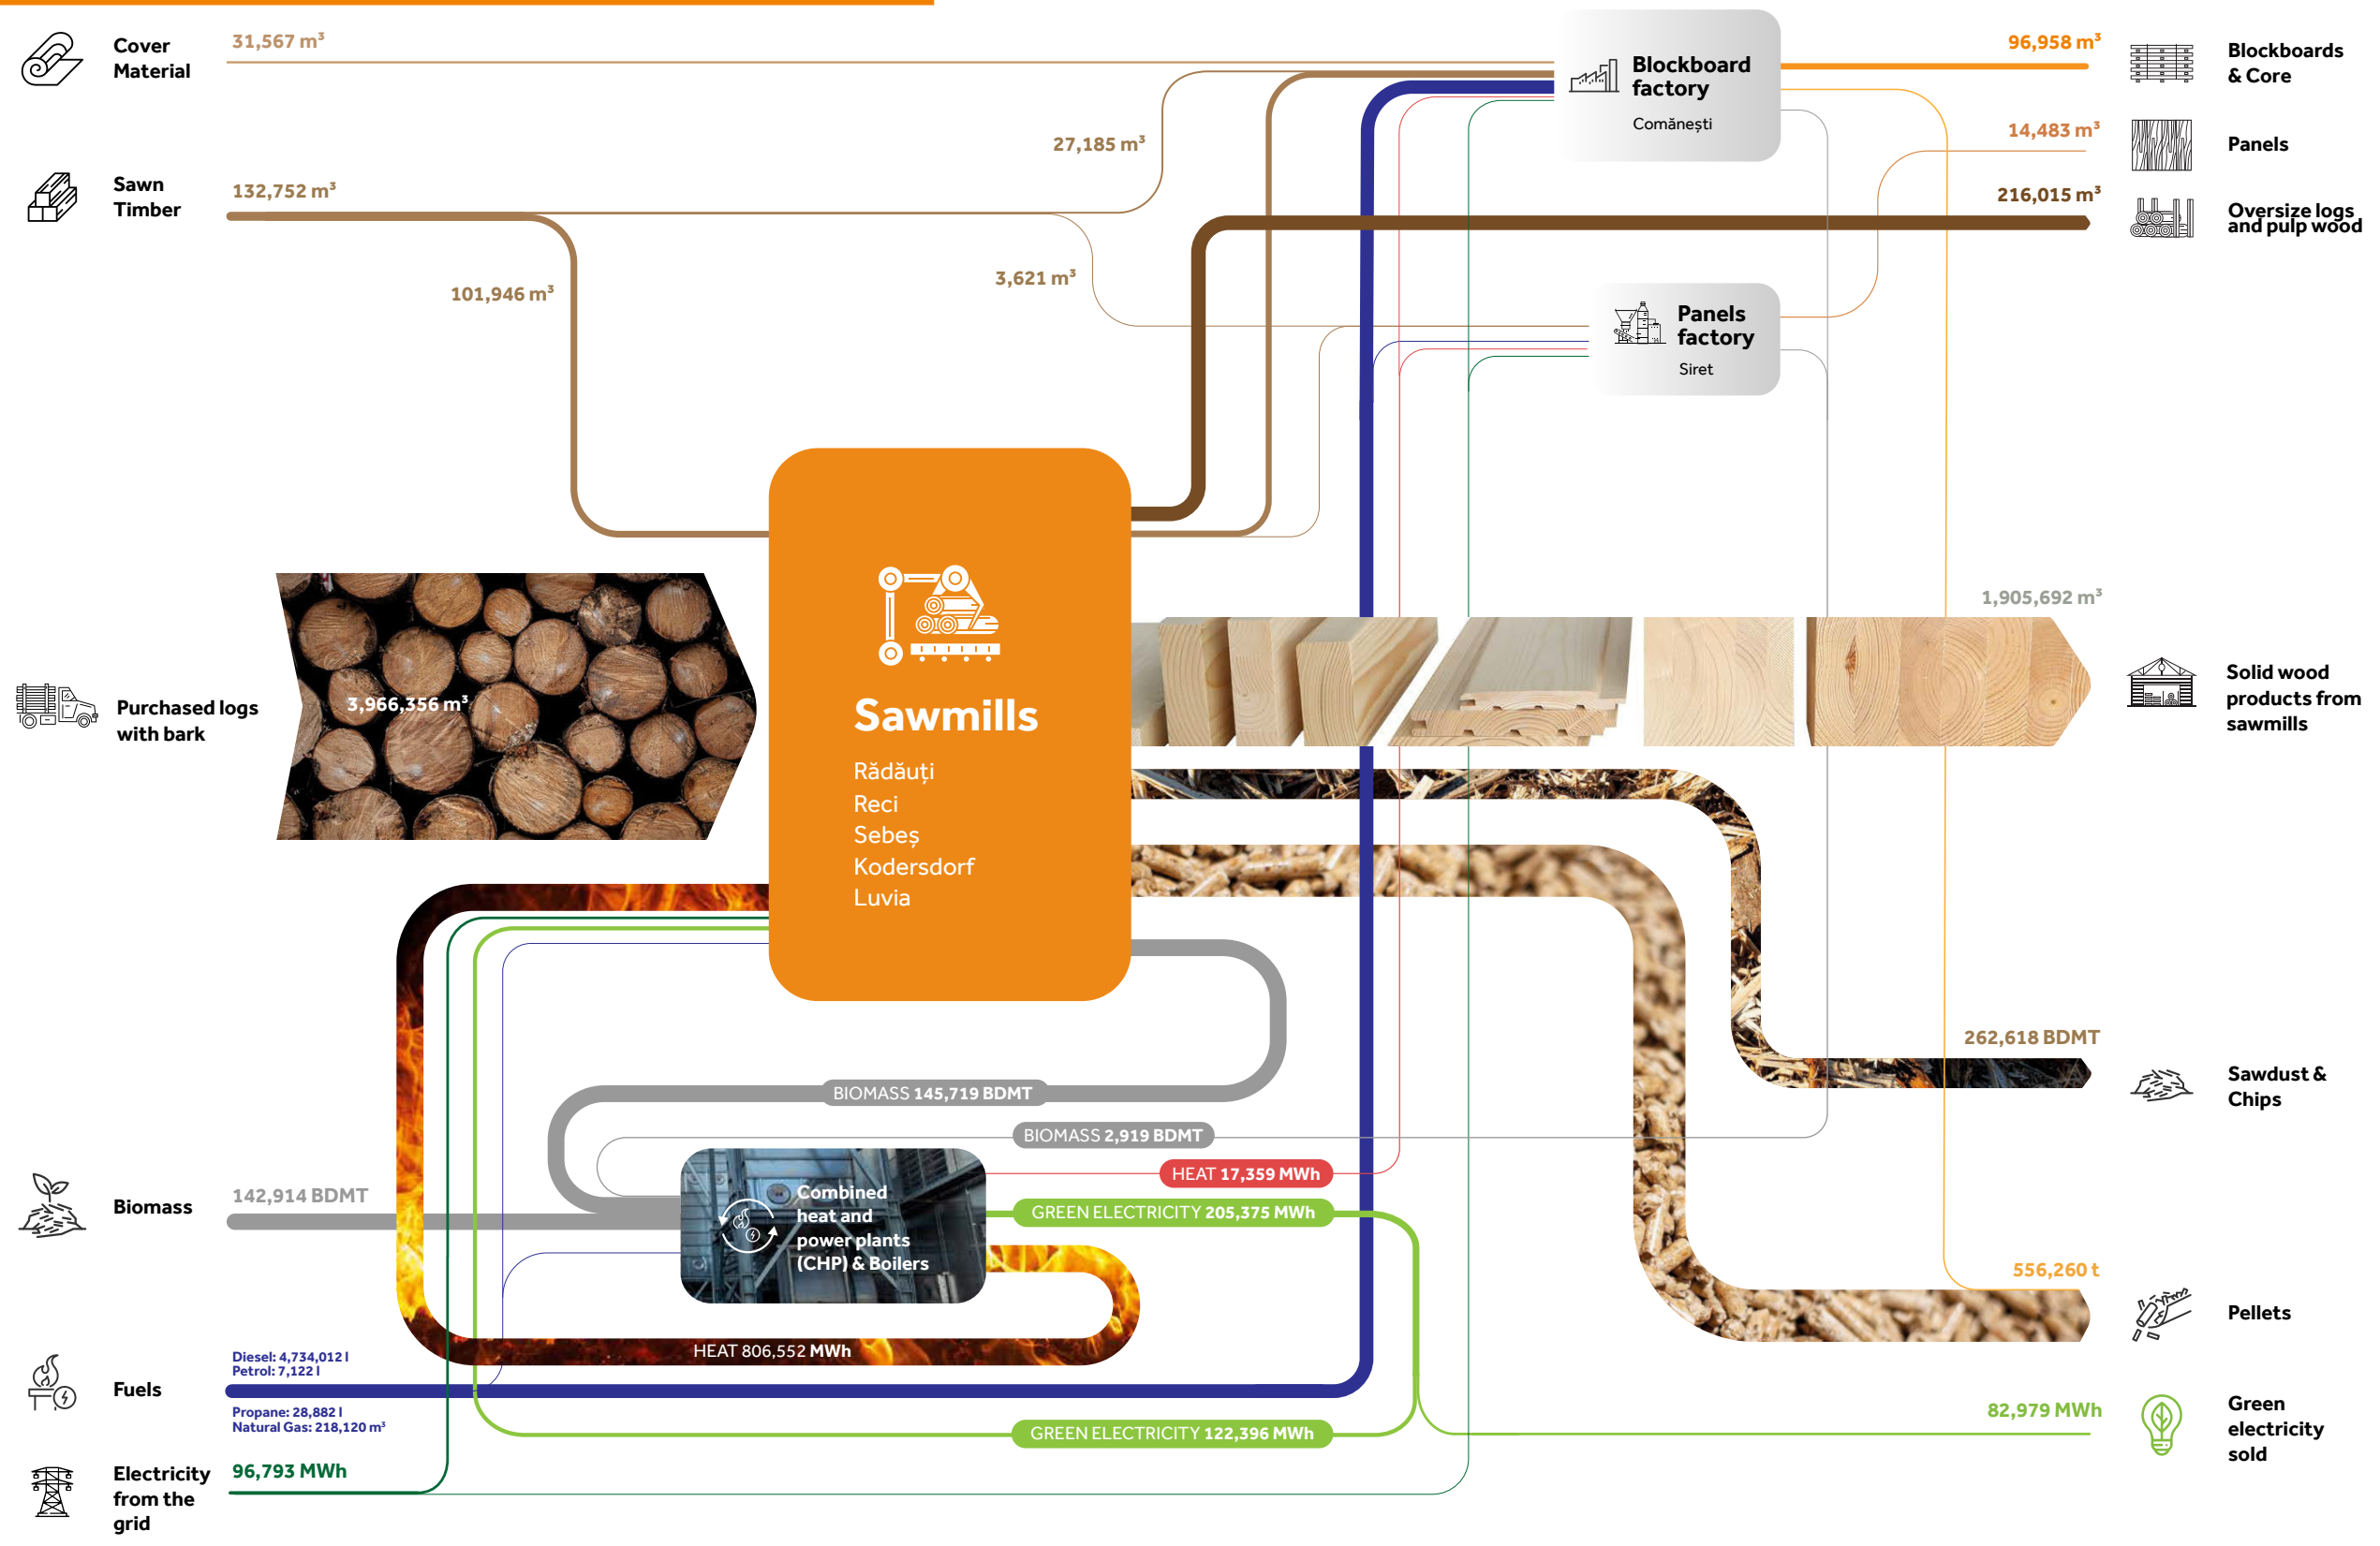 Cover
Material
31,567 m³
Blockboard
factory
Comănești
96,958 m³
Blockboards
& Core
27,185 m³
14,483 m³
Panels
Sawn
Timber
132,752 m³
216,015 m³
Oversize logs
and pulp wood
101,946 m³
3,621 m³
Panels
factory
Siret
Purchased logs
with bark
3,966,356 m³
Sawmills
Rădăuți
Reci
Sebeș
Kodersdorf
Luvia
1,905,692 m³
Solid wood
products from
sawmills
262,618 BDMT
Sawdust &
Chips
BIOMASS 145,719 BDMT
BIOMASS 2,919 BDMT
HEAT 17,359 MWh
GREEN ELECTRICITY 205,375 MWh
Biomass
142,914 BDMT
Combined
heat and
power plants
(CHP) & Boilers
556,260 t
Pellets
HEAT 806,552 MWh
Fuels
Diesel: 4,734,012 l
Petrol: 7,122 l
Propane: 28,882 l
Natural Gas: 218,120 m³
GREEN ELECTRICITY 122,396 MWh
82,979 MWh
Green
electricity
sold
Electricity
from the
grid
96,793 MWh